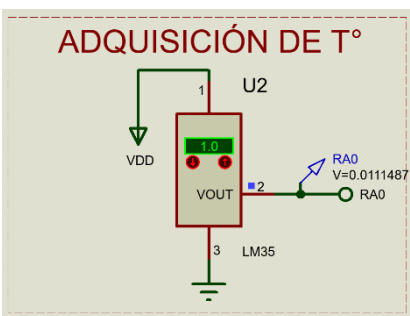 ADQUISICIÓN DE T°
U2
1
VDD
1.0
VOUT
2
RA0
V=0.0111487
RA0
3
LM35